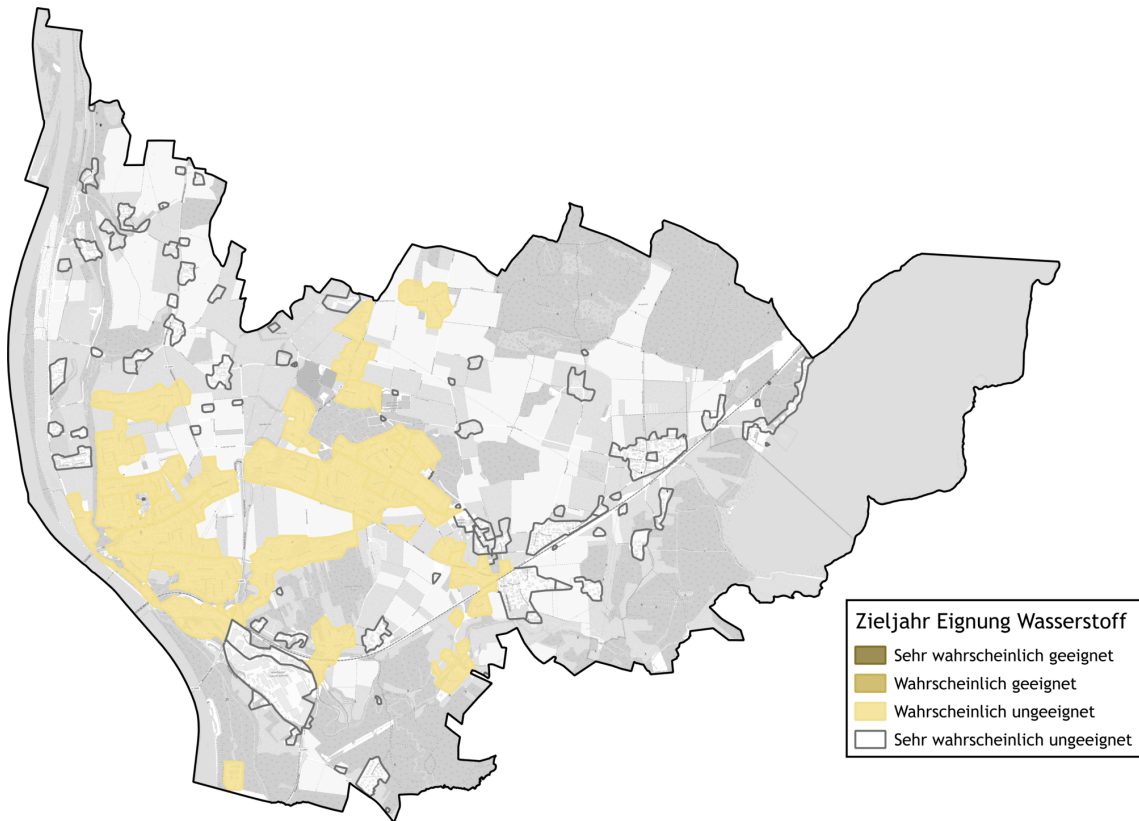 Zieljahr Eignung Wasserstoff
Sehr wahrscheinlich geeignet
Wahrscheinlich geeignet
Wahrscheinlich ungeeignet
Sehr wahrscheinlich ungeeignet